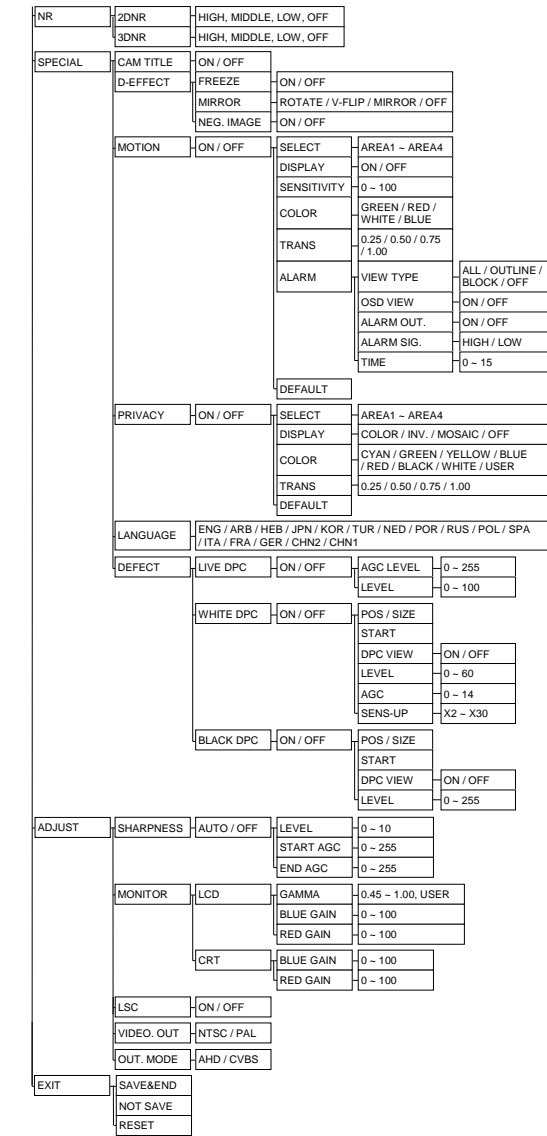 NR 2DNR HIGH, MIDDLE, LOW, OFF
3DNR HIGH, MIDDLE, LOW, OFF
SPECIAL CAM TITLE ON / OFF
D-EFFECT FREEZE ON / OFF
MIRROR ROTATE / V-FLIP / MIRROR / OFF
NEG. IMAGE ON / OFF
MOTION ON / OFF SELECT AREA1 ~ AREA4
DISPLAY ON / OFF
SENSITIVITY 0 ~ 100
COLOR GREEN / RED /
WHITE / BLUE
TRANS 0.25 / 0.50 / 0.75
/ 1.00
ALARM VIEW TYPE ALL / OUTLINE /
BLOCK / OFF
OSD VIEW ON / OFF
ALARM OUT. ON / OFF
ALARM SIG. HIGH / LOW
TIME 0 ~ 15
DEFAULT
PRIVACY ON / OFF SELECT AREA1 ~ AREA4
DISPLAY COLOR / INV. / MOSAIC / OFF
COLOR CYAN / GREEN / YELLOW / BLUE
/ RED / BLACK / WHITE / USER
TRANS 0.25 / 0.50 / 0.75 / 1.00
DEFAULT
LANGUAGE ENG / ARB / HEB / JPN / KOR / TUR / NED / POR / RUS / POL / SPA
/ ITA / FRA / GER / CHN2 / CHN1
DEFECT LIVE DPC ON / OFF AGC LEVEL 0 ~ 255
LEVEL 0 ~ 100
WHITE DPC ON / OFF POS / SIZE
START
DPC VIEW ON / OFF
LEVEL 0 ~ 60
AGC 0 ~ 14
SENS-UP X2 ~ X30
BLACK DPC ON / OFF POS / SIZE
START
DPC VIEW ON / OFF
LEVEL 0 ~ 255
ADJUST SHARPNESS AUTO / OFF LEVEL 0 ~ 10
START AGC 0 ~ 255
END AGC 0 ~ 255
MONITOR LCD GAMMA 0.45 ~ 1.00, USER
BLUE GAIN 0 ~ 100
RED GAIN 0 ~ 100
CRT BLUE GAIN 0 ~ 100
RED GAIN 0 ~ 100
LSC ON / OFF
VIDEO. OUT NTSC / PAL
OUT. MODE AHD / CVBS
EXIT SAVE&END
NOT SAVE
RESET